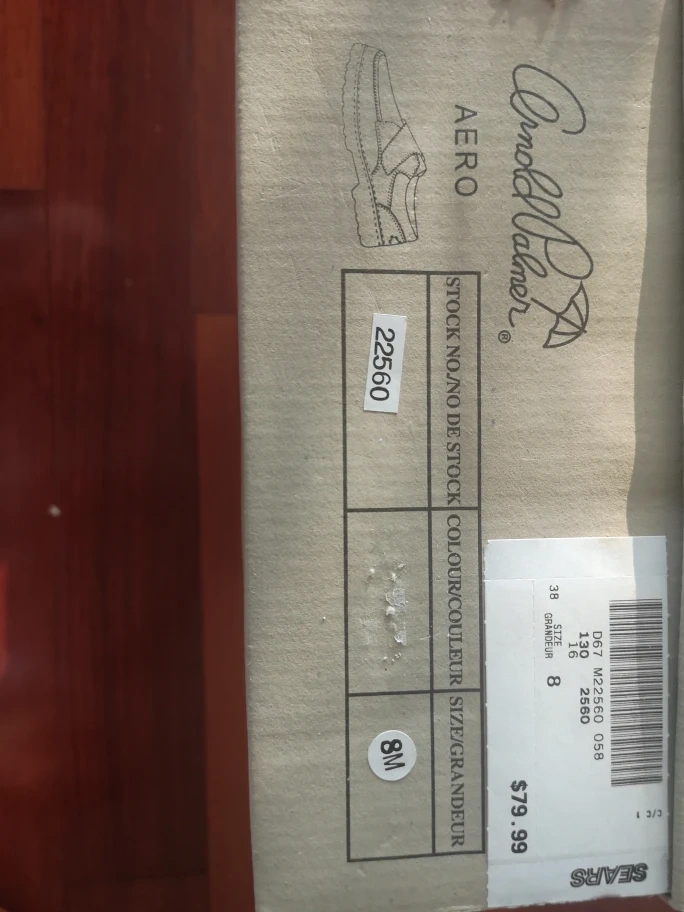 Arnold Palmer®
AERO
STOCK NO./NO DE STOCK
COLOUR/COULEUR
SIZE/GRANDEUR
22560
8M
D67 M22560 058
130 2560
16
SIZE
38 GRANDEUR 8
$79.99
SEARS